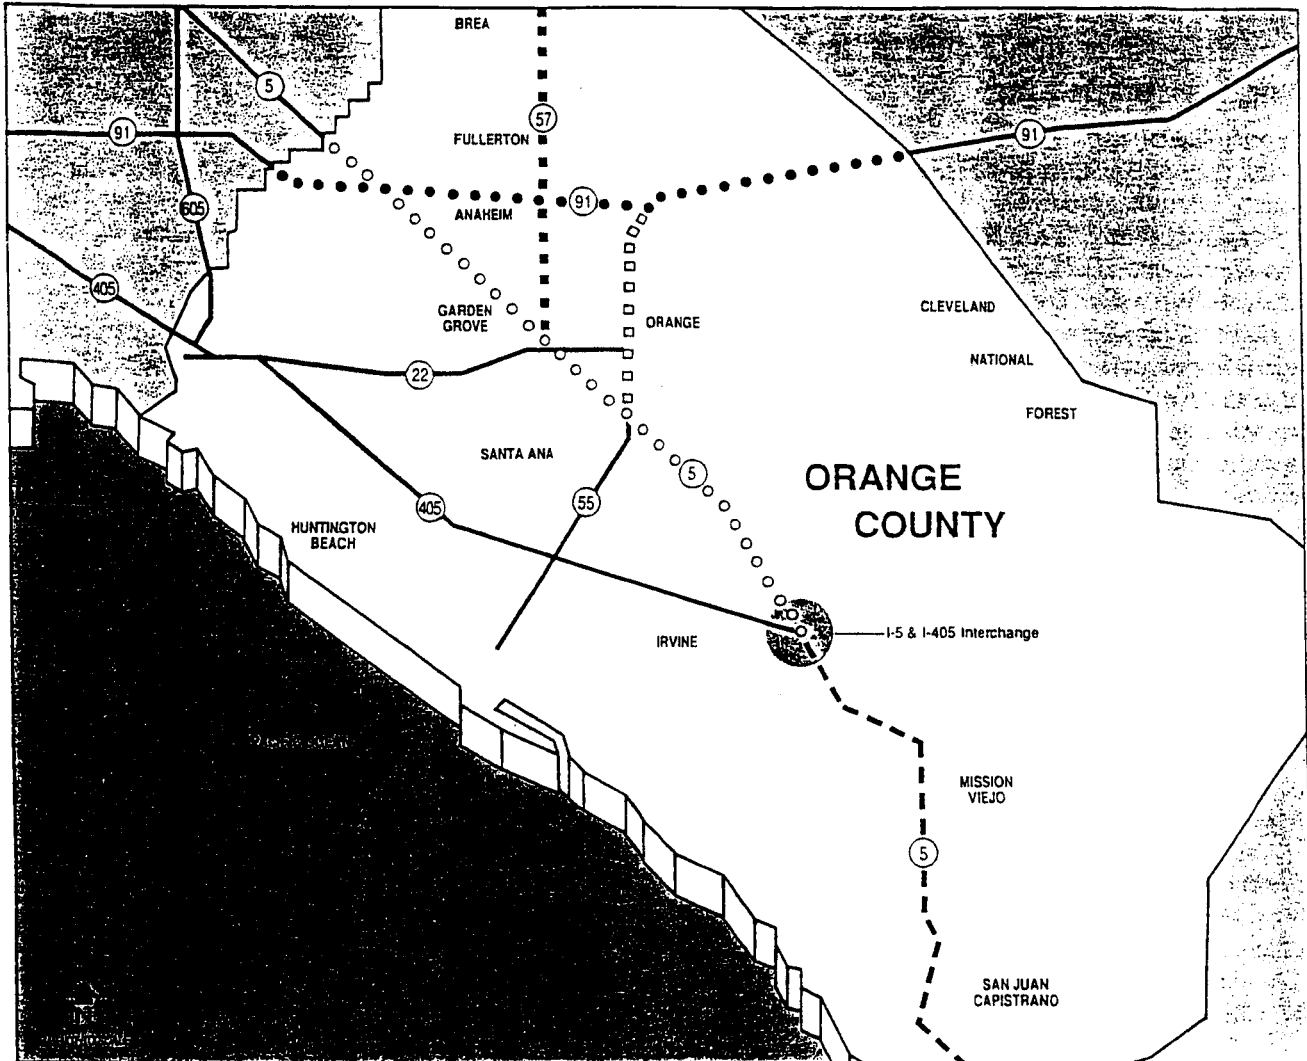 BREA
5
57
91
FULLERTON
91
605
ANAHEIM
91
405
GARDEN
GROVE
ORANGE
CLEVELAND
NATIONAL
FOREST
22
SANTA ANA
5
ORANGE
COUNTY
55
405
HUNTINGTON
BEACH
IRVINE
I-5 & I-405 Interchange
MISSION
VIEJO
5
SAN JUAN
CAPISTRANO